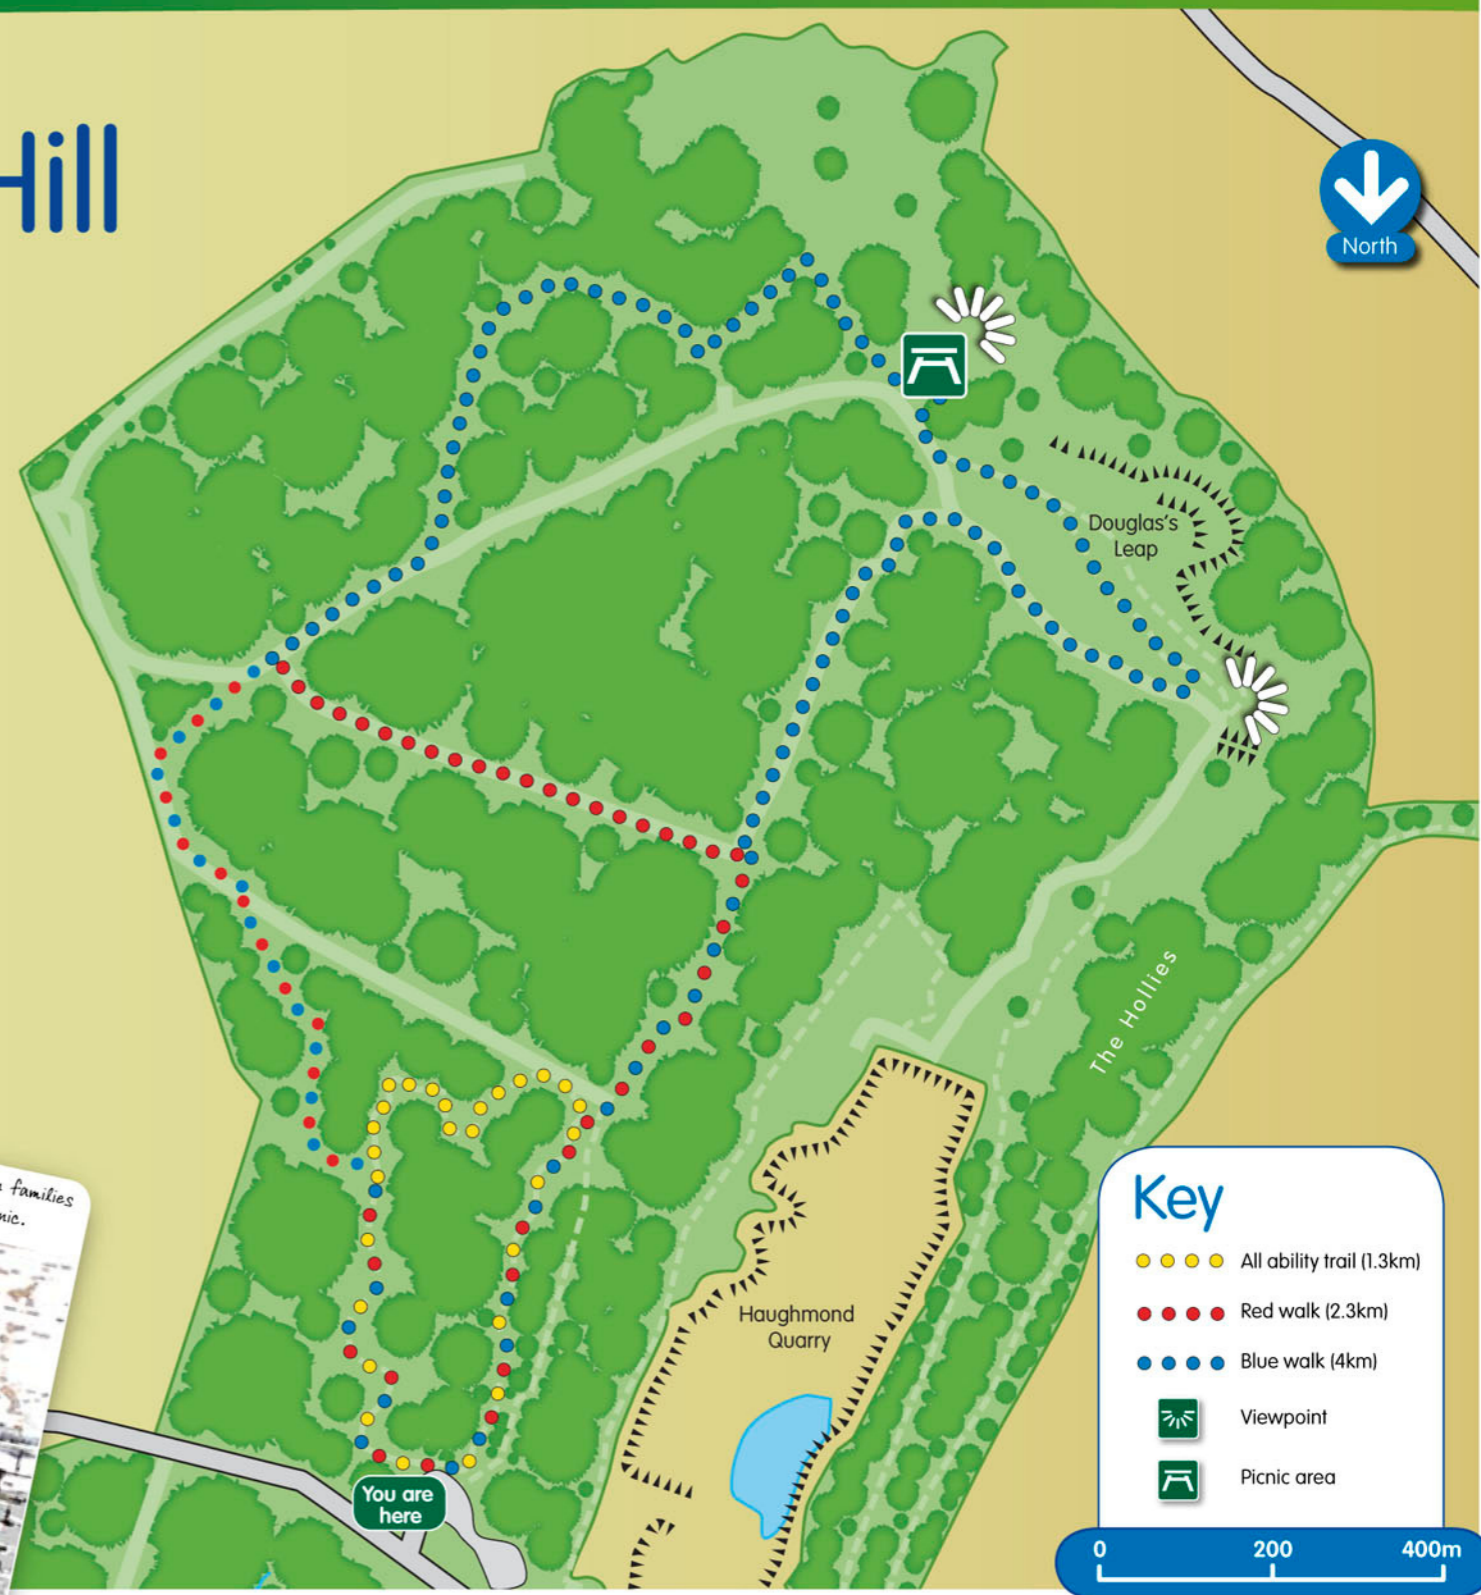 Hill
North
Douglas's
Leap
The Hollies
families
nic.
Haughmond
Quarry
You are
here
Key
All ability trail (1.3km)
Red walk (2.3km)
Blue walk (4km)
Viewpoint
Picnic area
0 200 400m